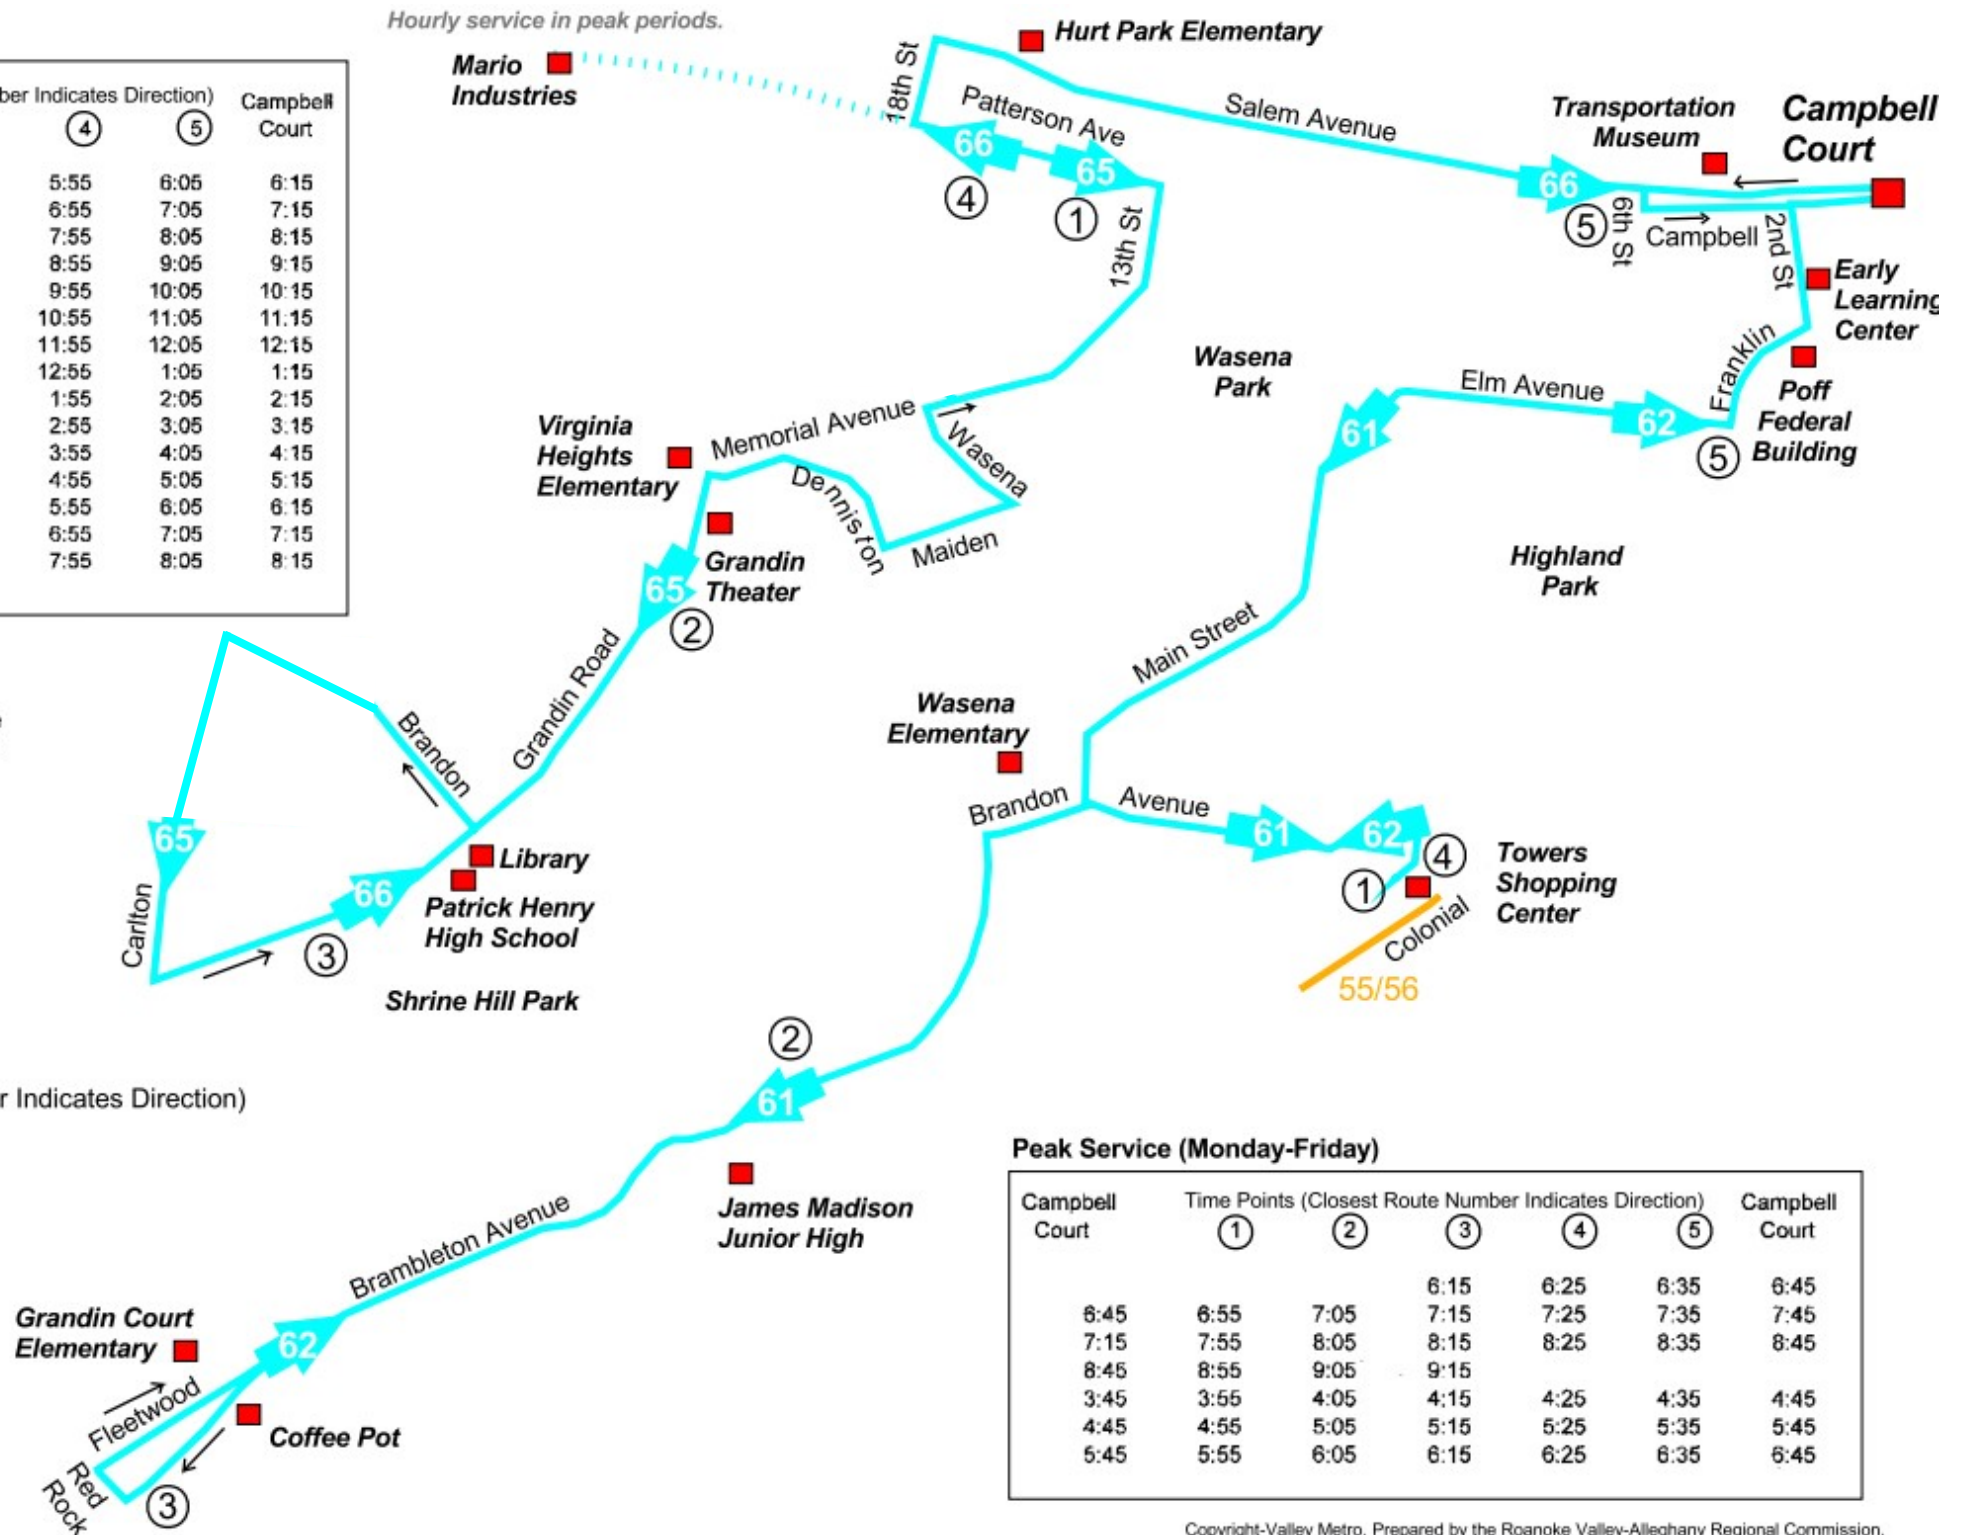 Hourly service in peak periods.
Mario
Industries
18th St
Hurt Park Elementary
Patterson Ave
Salem Avenue
Transportation
Museum
Campbell
Court
66
65
4
1
13th St
66
5
6th St
Campbell
2nd St
Early
Learning
Center
Franklin
Poff
Federal
Building
Wasena
Park
Elm Avenue
61
62
5
Highland
Park
Virginia
Heights
Elementary
Memorial Avenue
Wasena
Denniston
Maiden
Grandin
Theater
65
2
Grandin Road
Brandon
65
Carlton
66
3
Library
Patrick Henry
High School
Shrine Hill Park
Main Street
Wasena
Elementary
Brandon
Avenue
61
62
4
1
Towers
Shopping
Center
Colonial
55/56
2
61
James Madison
Junior High
Brambleton Avenue
Grandin Court
Elementary
62
Fleetwood
Coffee Pot
Red
Rock
3
Indicates Direction)
Indicates Direction)
Campbell
4 5 Court
5:55 6:05 6:15
6:55 7:05 7:15
7:55 8:05 8:15
8:55 9:05 9:15
9:55 10:05 10:15
10:55 11:05 11:15
11:55 12:05 12:15
12:55 1:05 1:15
1:55 2:05 2:15
2:55 3:05 3:15
3:55 4:05 4:15
4:55 5:05 5:15
5:55 6:05 6:15
6:55 7:05 7:15
7:55 8:05 8:15
Peak Service (Monday-Friday)
Campbell Time Points (Closest Route Number Indicates Direction) Campbell
Court 1 2 3 4 5 Court
6:15 6:25 6:35 6:45
6:45 6:55 7:05 7:15 7:25 7:35 7:45
7:15 7:55 8:05 8:15 8:25 8:35 8:45
8:45 8:55 9:05 9:15
3:45 3:55 4:05 4:15 4:25 4:35 4:45
4:45 4:55 5:05 5:15 5:25 5:35 5:45
5:45 5:55 6:05 6:15 6:25 6:35 6:45
Copyright-Valley Metro. Prepared by the Roanoke Valley-Alleghany Regional Commission.